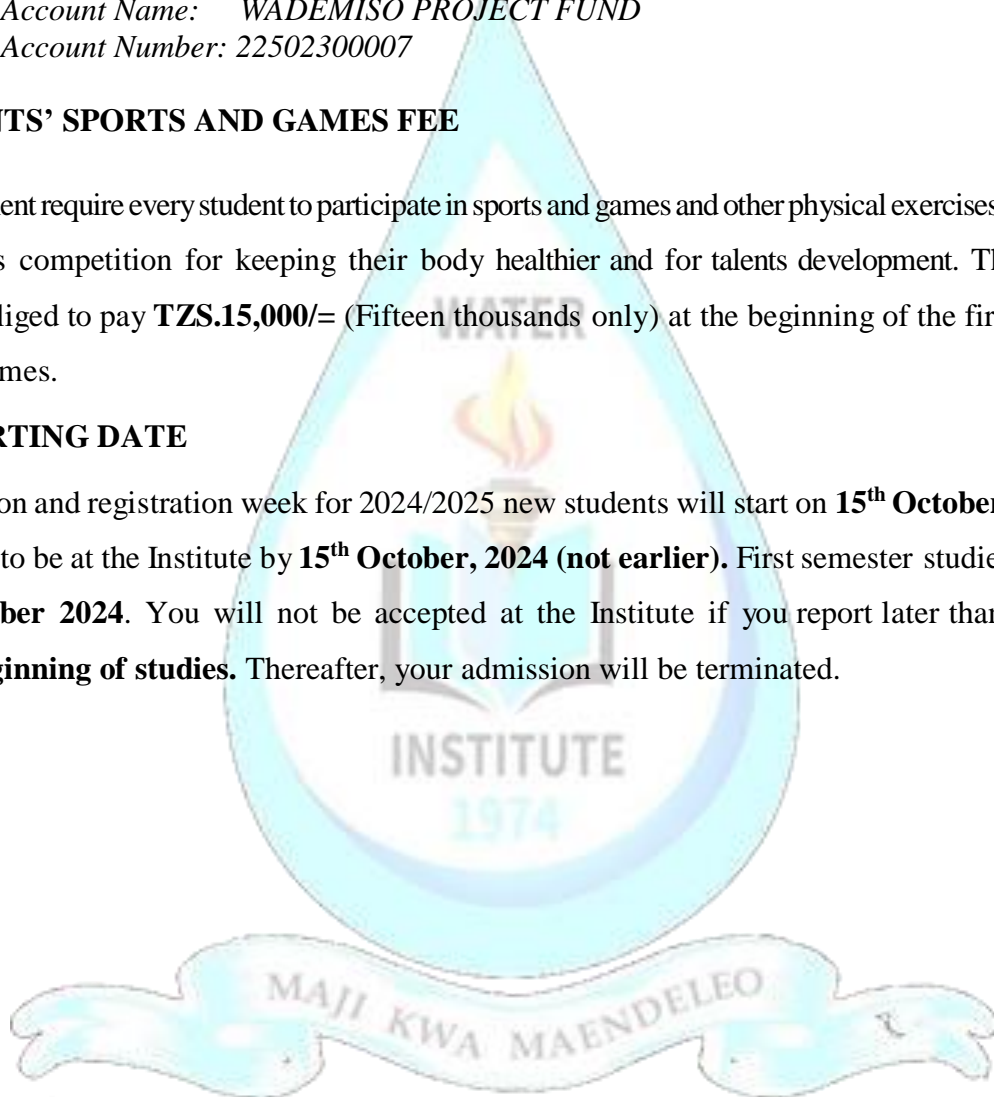 Account Name: WADEMISO PROJECT FUND
Account Number: 22502300007
NTS’ SPORTS AND GAMES FEE
ent require every student to participate in sports and games and other physical exercises
s competition for keeping their body healthier and for talents development. Th
liged to pay TZS.15,000/= (Fifteen thousands only) at the beginning of the fir
mes.
RTING DATE
on and registration week for 2024/2025 new students will start on 15th October
to be at the Institute by 15th October, 2024 (not earlier). First semester studie
ber 2024. You will not be accepted at the Institute if you report later than
ginning of studies. Thereafter, your admission will be terminated.
WATER
INSTITUTE
1974
MAJI KWA MAENDELEO